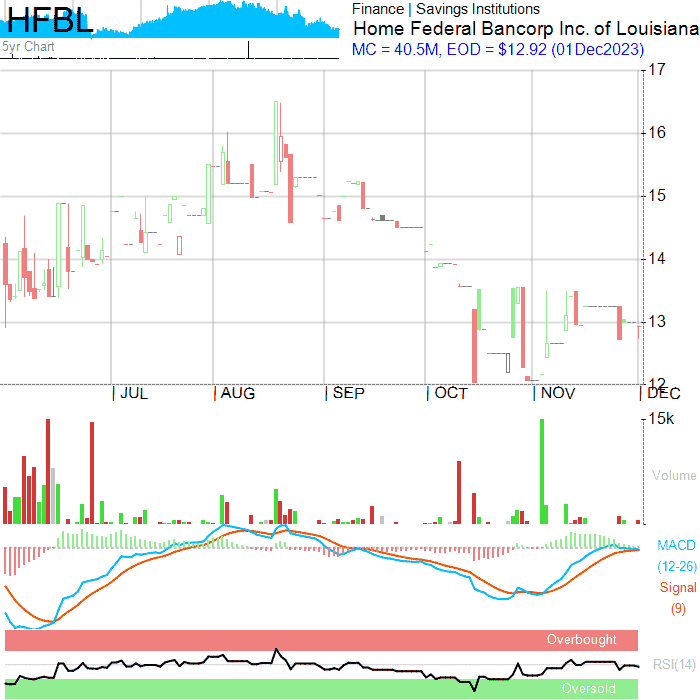 HFBL
5yr Chart
Finance | Savings Institutions
Home Federal Bancorp Inc. of Louisiana
MC = 40.5M, EOD = $12.92 (01Dec2023)
17
16
15
14
13
12
JUL
AUG
SEP
OCT
NOV
DEC
15k
Volume
MACD
(12-26)
Signal
(9)
Overbought
RSI(14)
Oversold